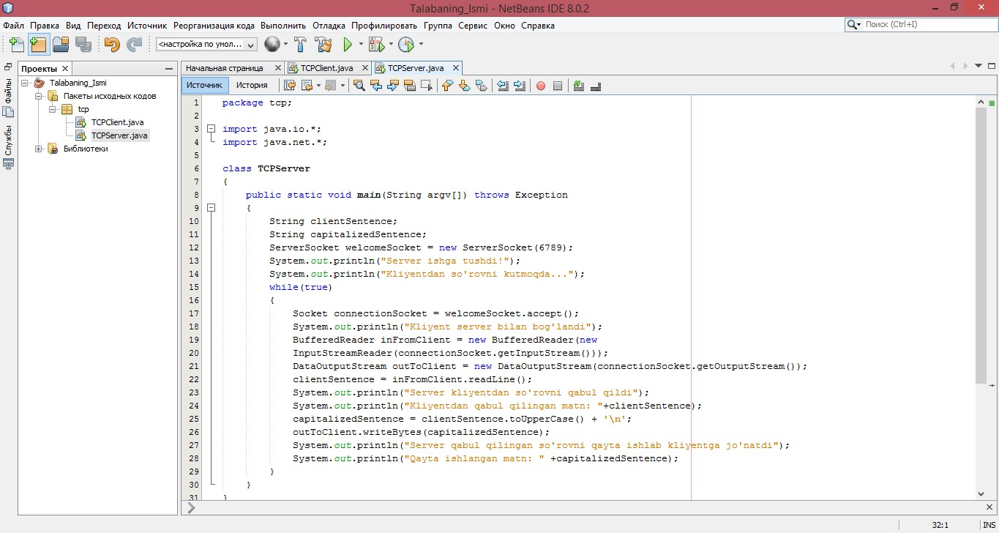 Talabaning_Ismi - NetBeans IDE 8.0.2
Файл Правка Вид Переход Источник Реорганизация кода Выполнить Отладка Профилировать Группа Сервис Окно Справка
Поиск (Ctrl+I)
<настройка по умол...
Файлы
Службы
Проекты
Talabaning_Ismi
Пакеты исходных кодов
tcp
TCPClient.java
TCPServer.java
Библиотеки
Начальная страница TCPClient.java TCPServer.java
Источник История
1 package tcp;
2
3 import java.io.*;
4 import java.net.*;
5
6 class TCPServer
7 {
8 public static void main(String argv[]) throws Exception
9 {
10 String clientSentence;
11 String capitalizedSentence;
12 ServerSocket welcomeSocket = new ServerSocket(6789);
13 System.out.println("Server ishga tushdi!");
14 System.out.println("Kliyentdan so'rovni kutmoqda...");
15 while(true)
16 {
17 Socket connectionSocket = welcomeSocket.accept();
18 System.out.println("Kliyent server bilan bog'landi");
19 BufferedReader inFromClient = new BufferedReader(new
20 InputStreamReader(connectionSocket.getInputStream()));
21 DataOutputStream outToClient = new DataOutputStream(connectionSocket.getOutputStream());
22 clientSentence = inFromClient.readLine();
23 System.out.println("Server kliyentdan so'rovni qabul qildi");
24 System.out.println("Kliyentdan qabul qilingan matn: "+clientSentence);
25 capitalizedSentence = clientSentence.toUpperCase() + '\n';
26 outToClient.writeBytes(capitalizedSentence);
27 System.out.println("Server qabul qilingan so'rovni qayta ishlab kliyentga jo'natdi");
28 System.out.println("Qayta ishlangan matn: " +capitalizedSentence);
29 }
30 }
31 }
32:1 INS